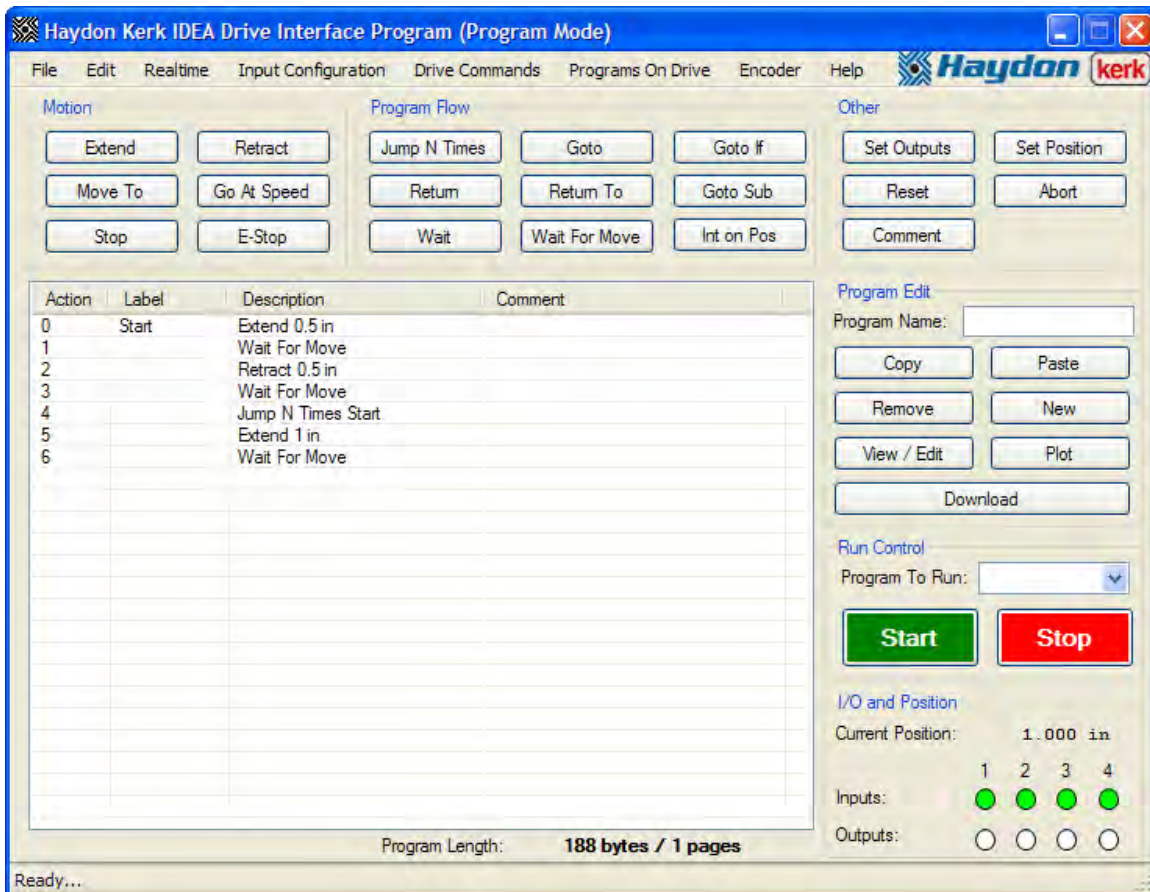 Haydon Kerk IDEA Drive Interface Program (Program Mode)
File Edit Realtime Input Configuration Drive Commands Programs On Drive Encoder Help Haydon kerk
Motion Program Flow Other
Extend Retract Jump N Times Goto Goto If Set Outputs Set Position
Move To Go At Speed Return Return To Goto Sub Reset Abort
Stop E-Stop Wait Wait For Move Int on Pos Comment
Action Label Description Comment
0 Start Extend 0.5 in
1 Wait For Move
2 Retract 0.5 in
3 Wait For Move
4 Jump N Times Start
5 Extend 1 in
6 Wait For Move
Program Length: 188 bytes / 1 pages
Program Edit
Program Name:
Copy Paste
Remove New
View / Edit Plot
Download
Run Control
Program To Run:
Start Stop
I/O and Position
Current Position: 1.000 in
1 2 3 4
Inputs:
Outputs:
Ready...